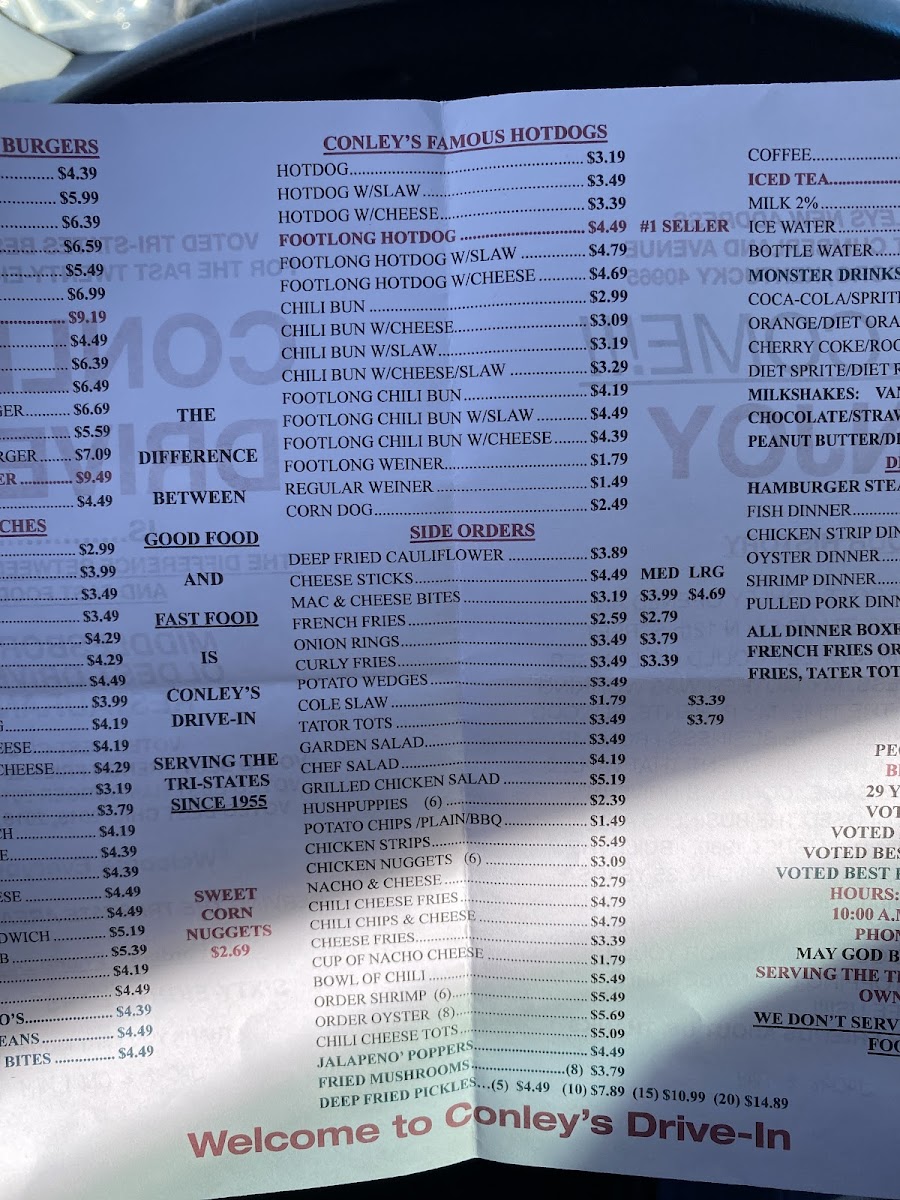 BURGERS
$4.39
$5.99
$6.39
$6.59
$5.49
$6.99
$9.19
$4.49
$6.39
$6.49
GER.......... $6.69
$5.59
RGER....... $7.09
ER ............ $9.49
$4.49
CHES
$2.99
$3.99
$3.49
$3.49
$4.29
$4.29
$4.49
$3.99
G.................. $4.19
EESE............ $4.19
CHEESE........ $4.29
$3.19
$3.79
CH.............. $4.19
E................. $4.39
$4.39
ESE ............ $4.49
$4.49
DWICH ............ $5.19
B.................... $5.39
$4.19
$4.49
O'S.................. $4.39
EANS............... $4.49
BITES .............. $4.49
THE
DIFFERENCE
BETWEEN
GOOD FOOD
AND
FAST FOOD
IS
CONLEY'S
DRIVE-IN
SERVING THE
TRI-STATES
SINCE 1955
SWEET
CORN
NUGGETS
$2.69
CONLEY'S FAMOUS HOTDOGS
HOTDOG.................... $3.19
HOTDOG W/SLAW.................... $3.49
HOTDOG W/CHEESE.................... $3.39
FOOTLONG HOTDOG .................... $4.49 #1 SELLER
FOOTLONG HOTDOG W/SLAW .............. $4.79
FOOTLONG HOTDOG W/CHEESE ........... $4.69
CHILI BUN .................... $2.99
CHILI BUN W/CHEESE.................... $3.09
CHILI BUN W/SLAW.................... $3.19
CHILI BUN W/CHEESE/SLAW ................ $3.29
FOOTLONG CHILI BUN.................... $4.19
FOOTLONG CHILI BUN W/SLAW............ $4.49
FOOTLONG CHILI BUN W/CHEESE........ $4.39
FOOTLONG WEINER.................... $1.79
REGULAR WEINER .................... $1.49
CORN DOG.................... $2.49
SIDE ORDERS
DEEP FRIED CAULIFLOWER .................. $3.89
CHEESE STICKS.................... $4.49 MED LRG
MAC & CHEESE BITES .................... $3.19 $3.99 $4.69
FRENCH FRIES.................... $2.59 $2.79
ONION RINGS.................... $3.49 $3.79
CURLY FRIES.................... $3.49 $3.39
POTATO WEDGES.................... $3.49
COLE SLAW .................... $1.79 $3.39
TATOR TOTS .................... $3.49 $3.79
GARDEN SALAD.................... $3.49
CHEF SALAD.................... $4.19
GRILLED CHICKEN SALAD .................... $5.19
HUSHPUPPIES (6) .................... $2.39
POTATO CHIPS /PLAIN/BBQ.................... $1.49
CHICKEN STRIPS.................... $5.49
CHICKEN NUGGETS (6) .................... $3.09
NACHO & CHEESE .................... $2.79
CHILI CHEESE FRIES.................... $4.79
CHILI CHIPS & CHEESE .................... $4.79
CHEESE FRIES.................... $3.39
CUP OF NACHO CHEESE .................... $1.79
BOWL OF CHILI .................... $5.49
ORDER SHRIMP (6).................... $5.49
ORDER OYSTER (8).................... $5.69
CHILI CHEESE TOTS.................... $5.09
JALAPENO' POPPERS.................... $4.49
FRIED MUSHROOMS....................(8) $3.79
DEEP FRIED PICKLES...(5) $4.49 (10) $7.89 (15) $10.99 (20) $14.89
COFFEE
ICED TEA
MILK 2%
ICE WATER
BOTTLE WATER
MONSTER DRINKS
COCA-COLA/SPRIT
ORANGE/DIET ORA
CHERRY COKE/ROO
DIET SPRITE/DIET R
MILKSHAKES: VAN
CHOCOLATE/STRAW
PEANUT BUTTER/
HAMBURGER STEA
FISH DINNER
CHICKEN STRIP DIN
OYSTER DINNER
SHRIMP DINNER
PULLED PORK DINN
ALL DINNER BOXE
FRENCH FRIES OR
FRIES, TATER TOT
PEO
29 Y
VOT
VOTED
VOTED BES
VOTED BEST
HOURS:
10:00 A.M
PHON
MAY GOD B
SERVING THE T
OWN
WE DON'T SERV
FOO
Welcome to Conley's Drive-In